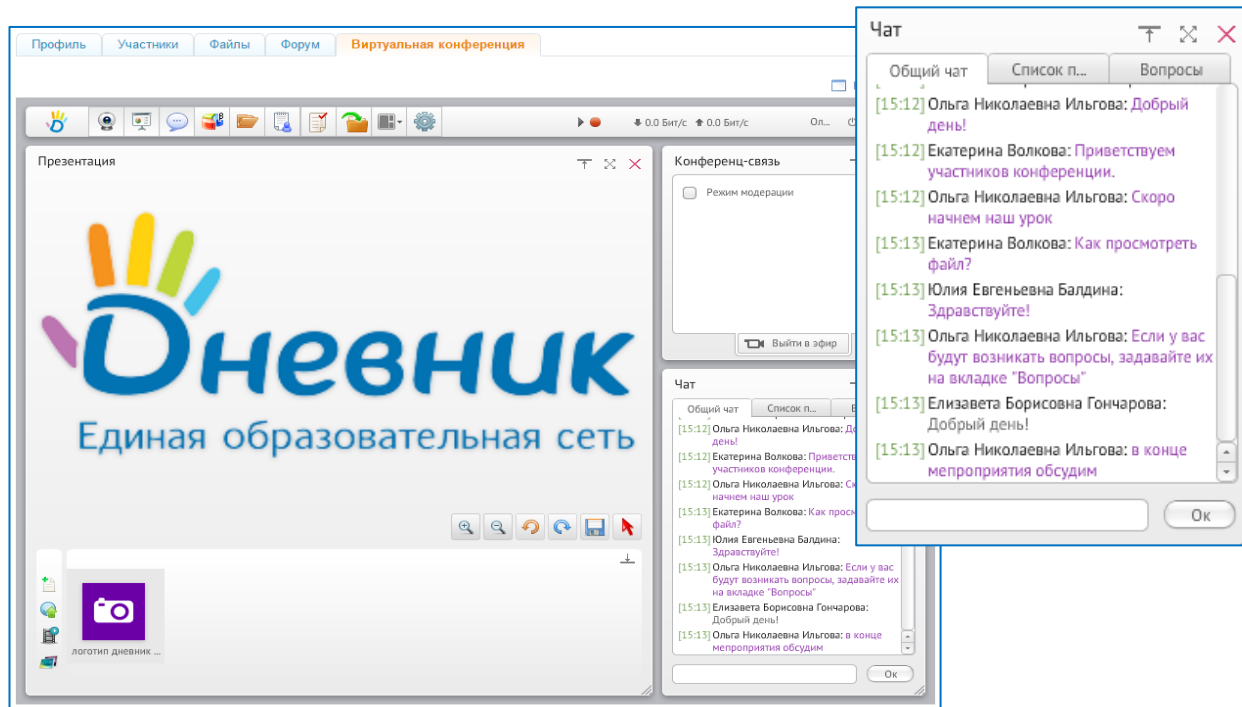 Профиль
Участники
Файлы
Форум
Виртуальная конференция
0.0 Бит/с 0.0 Бит/с
Ол...
Презентация
Дневник
Единая образовательная сеть
логотип дневник ...
Конференц-связь
Режим модерации
Выйти в эфир
Чат
Общий чат
Список п...
[15:12] Ольга Николаевна Ильгова:
день!
[15:12] Екатерина Волкова:
участников конференции.
[15:12] Ольга Николаевна Ильгова:
начнем наш урок
[15:13] Екатерина Волкова: Как
файл?
[15:13] Юлия Евгеньевна Балдина:
Здравствуйте!
[15:13] Ольга Николаевна Ильгова: Если у вас
будут возникать вопросы, задавайте их
на вкладке "Вопросы"
[15:13] Елизавета Борисовна Гончарова:
Добрый день!
[15:13] Ольга Николаевна Ильгова: в конце
мепроприятия обсудим
Ок
Чат
Общий чат
Список п...
Вопросы
[15:12] Ольга Николаевна Ильгова: Добрый
день!
[15:12] Екатерина Волкова: Приветствуем
участников конференции.
[15:12] Ольга Николаевна Ильгова: Скоро
начнем наш урок
[15:13] Екатерина Волкова: Как просмотреть
файл?
[15:13] Юлия Евгеньевна Балдина:
Здравствуйте!
[15:13] Ольга Николаевна Ильгова: Если у вас
будут возникать вопросы, задавайте их
на вкладке "Вопросы"
[15:13] Елизавета Борисовна Гончарова:
Добрый день!
[15:13] Ольга Николаевна Ильгова: в конце
мепроприятия обсудим
Ок